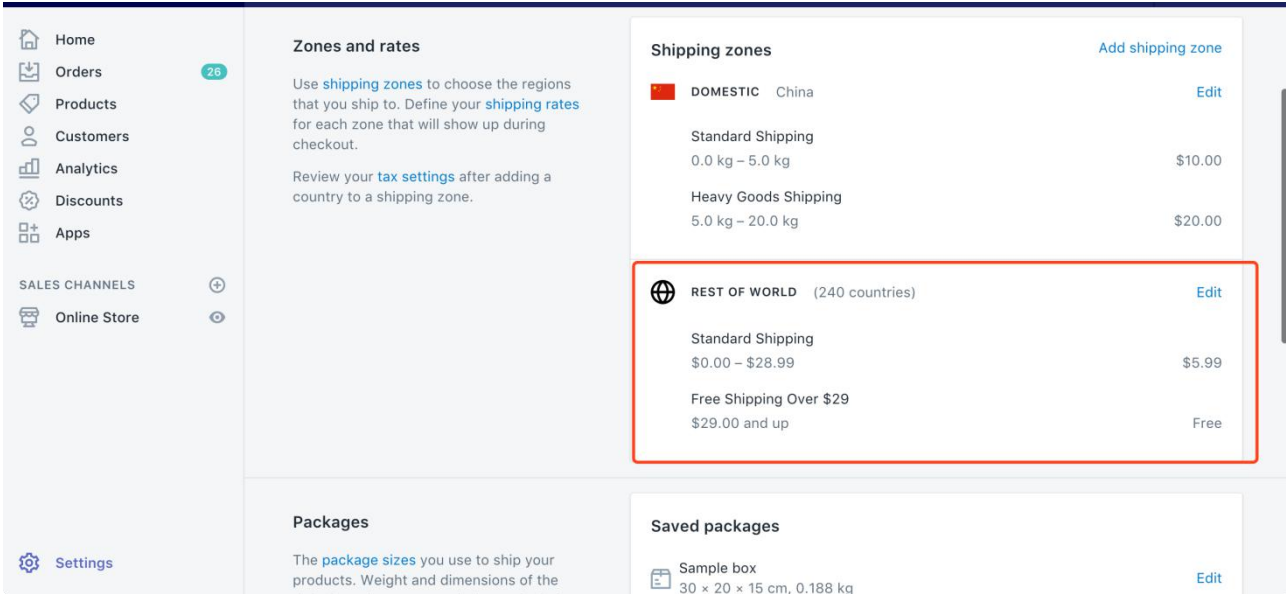 Home
Orders 26
Products
Customers
Analytics
Discounts
Apps
SALES CHANNELS
Online Store
Settings
Zones and rates
Use shipping zones to choose the regions
that you ship to. Define your shipping rates
for each zone that will show up during
checkout.
Review your tax settings after adding a
country to a shipping zone.
Shipping zones Add shipping zone
DOMESTIC China Edit
Standard Shipping
0.0 kg – 5.0 kg $10.00
Heavy Goods Shipping
5.0 kg – 20.0 kg $20.00
REST OF WORLD (240 countries) Edit
Standard Shipping
$0.00 – $28.99 $5.99
Free Shipping Over $29
$29.00 and up Free
Packages
The package sizes you use to ship your
products. Weight and dimensions of the
Saved packages
Sample box
30 × 20 × 15 cm, 0.188 kg Edit